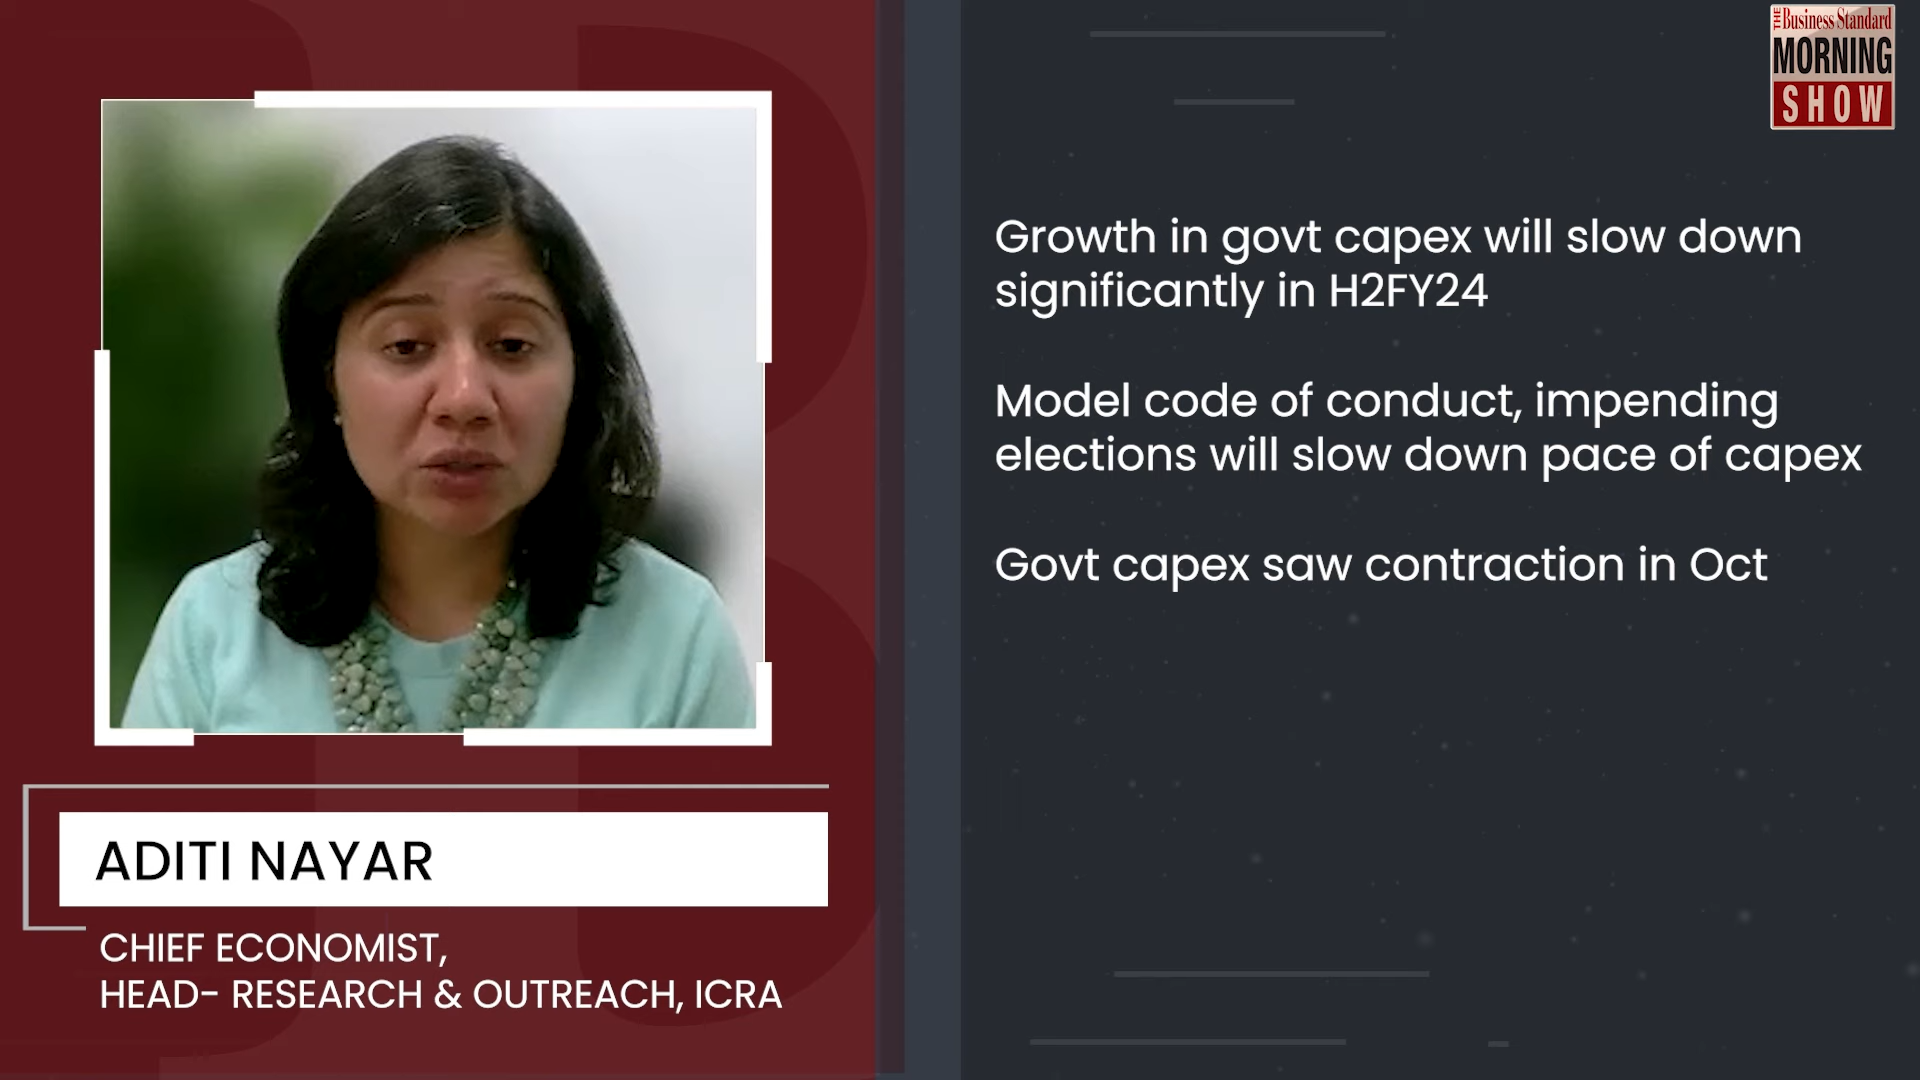 THE Business Standard
MORNING
SHOW
Growth in govt capex will slow down
significantly in H2FY24
Model code of conduct, impending
elections will slow down pace of capex
Govt capex saw contraction in Oct
ADITI NAYAR
CHIEF ECONOMIST,
HEAD- RESEARCH & OUTREACH, ICRA